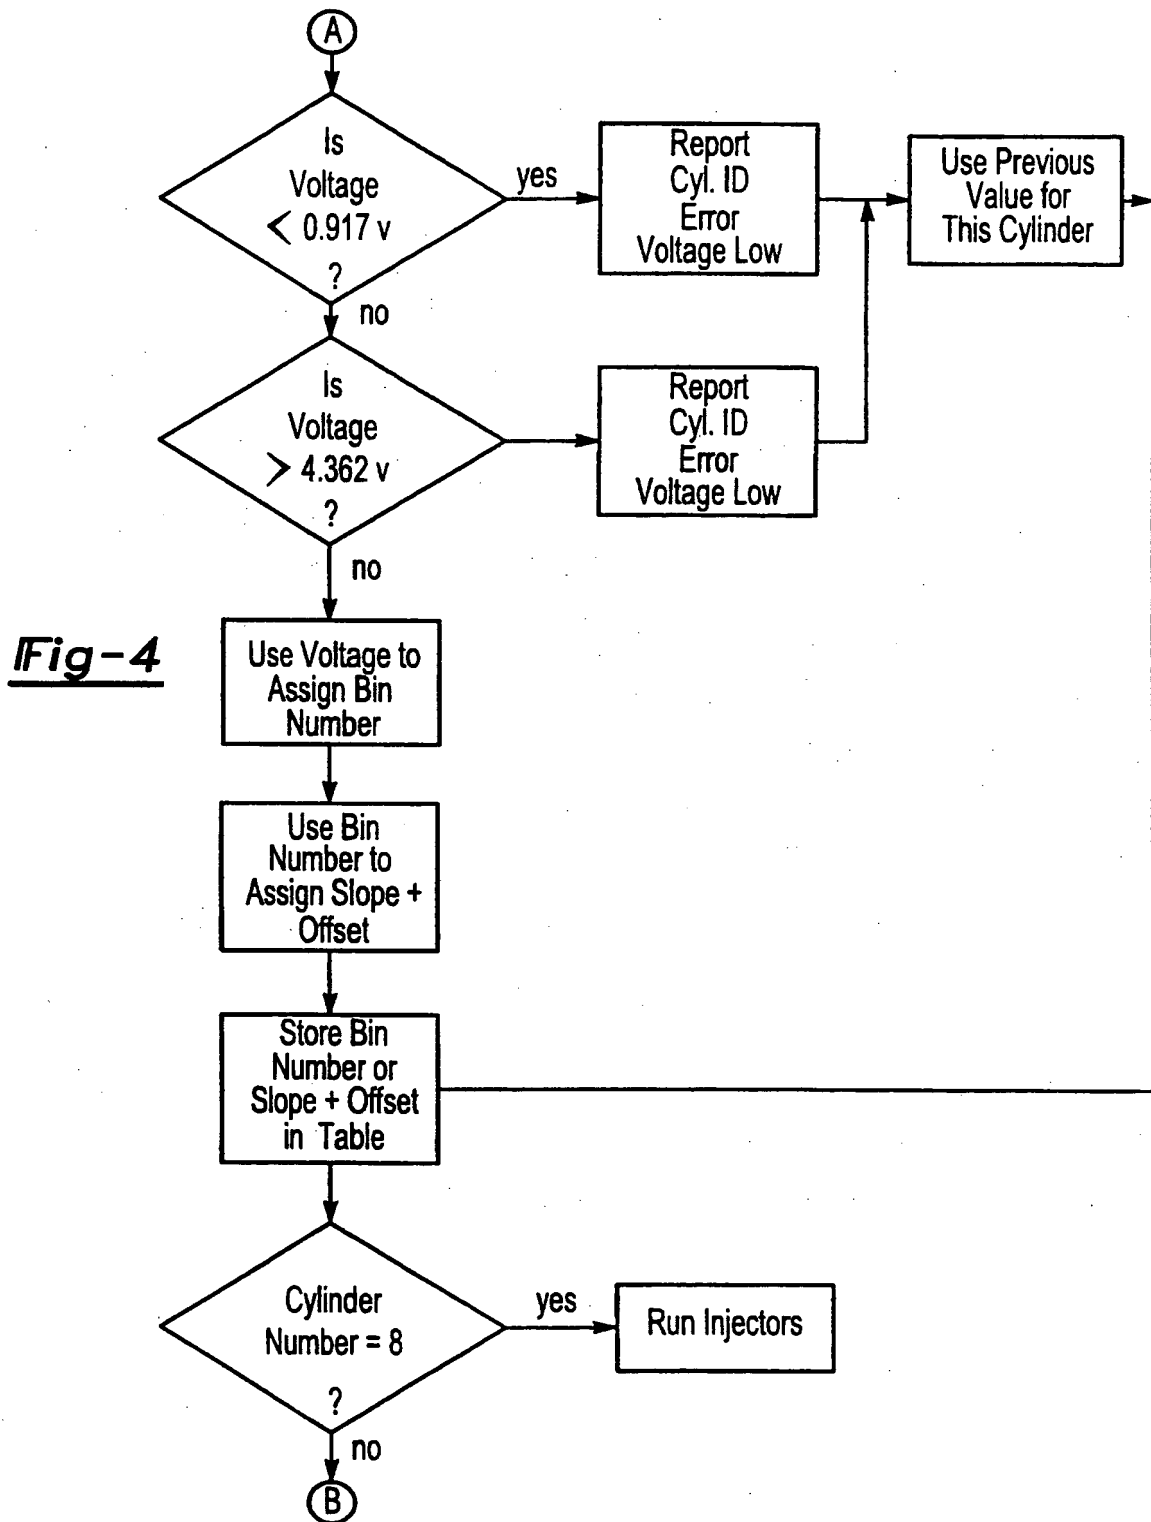 A
Is
Voltage
< 0.917 v
?
yes
no
Report
Cyl. ID
Error
Voltage Low
Use Previous
Value for
This Cylinder
Is
Voltage
> 4.362 v
?
no
Report
Cyl. ID
Error
Voltage Low
Fig-4
Use Voltage to
Assign Bin
Number
Use Bin
Number to
Assign Slope +
Offset
Store Bin
Number or
Slope + Offset
in Table
Cylinder
Number = 8
?
yes
Run Injectors
no
B